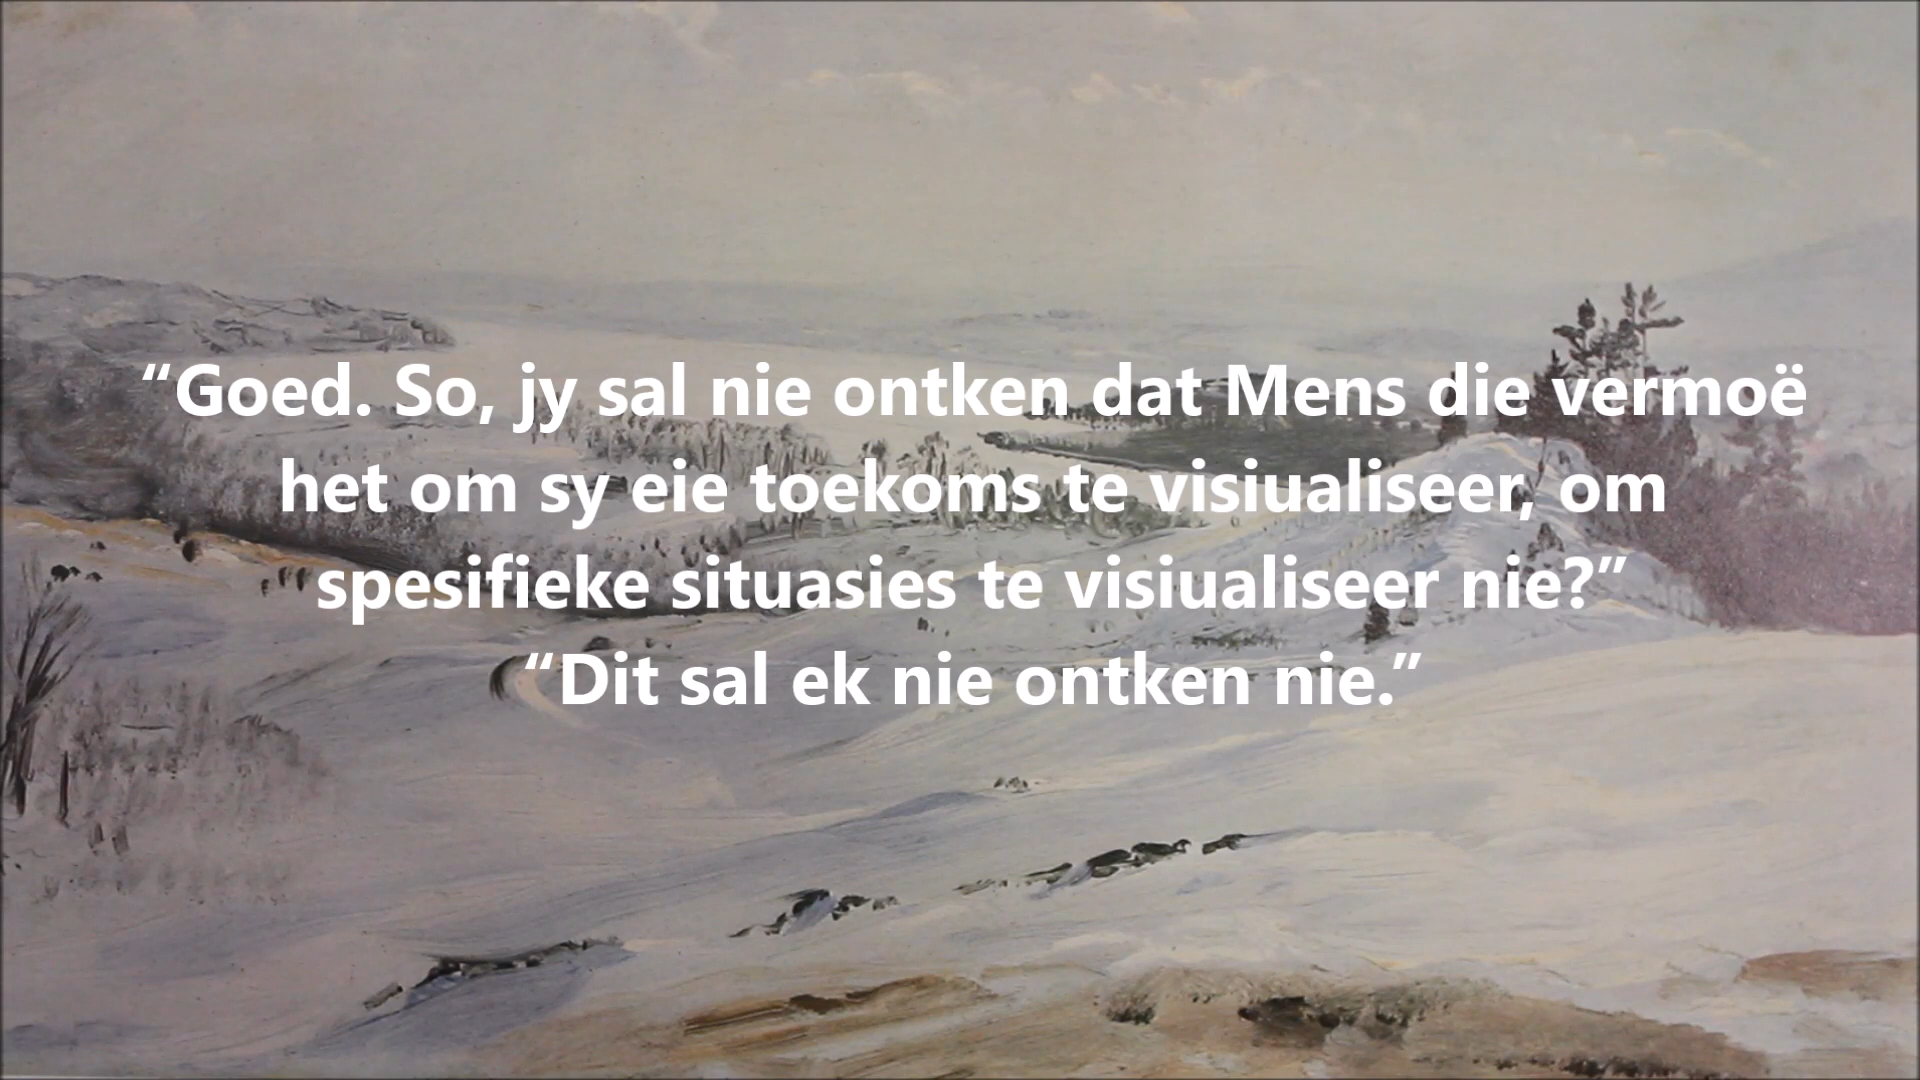 “Goed. So, jy sal nie ontken dat Mens die vermoë
het om sy eie toekoms te visiualiseer, om
spesifieke situasies te visiualiseer nie?”
“Dit sal ek nie ontken nie.”